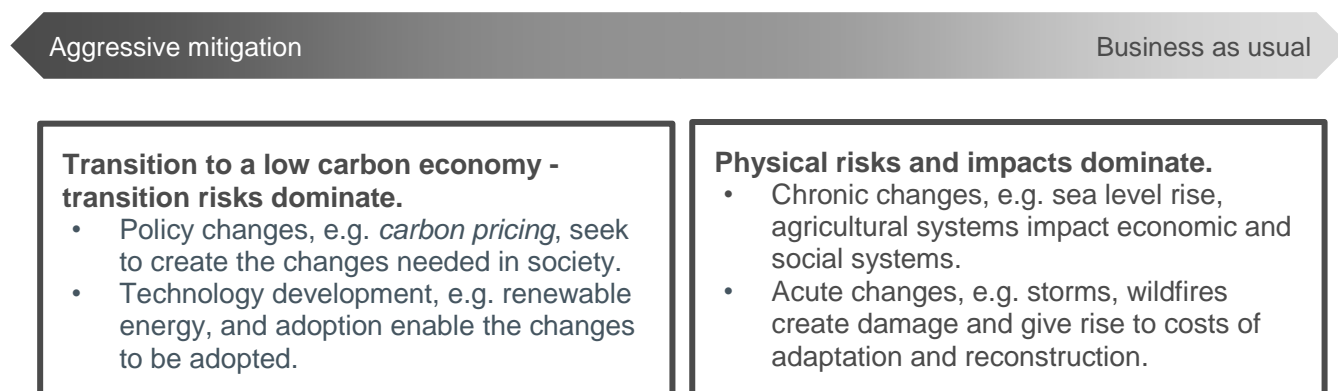 Aggressive mitigation
Business as usual
Transition to a low carbon economy -
transition risks dominate.
• Policy changes, e.g. carbon pricing, seek
to create the changes needed in society.
• Technology development, e.g. renewable
energy, and adoption enable the changes
to be adopted.
Physical risks and impacts dominate.
• Chronic changes, e.g. sea level rise,
agricultural systems impact economic and
social systems.
• Acute changes, e.g. storms, wildfires
create damage and give rise to costs of
adaptation and reconstruction.